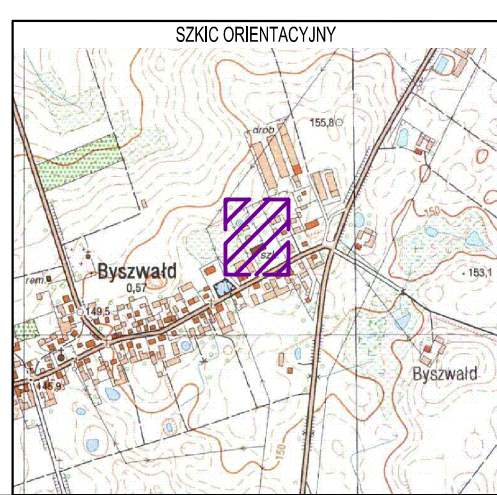 SZKIC ORIENTACYJNY
drob
155,8
150
szk
Byszwałd
0,57
rem.
153,1
149,5
Byszwałd
145,9
150